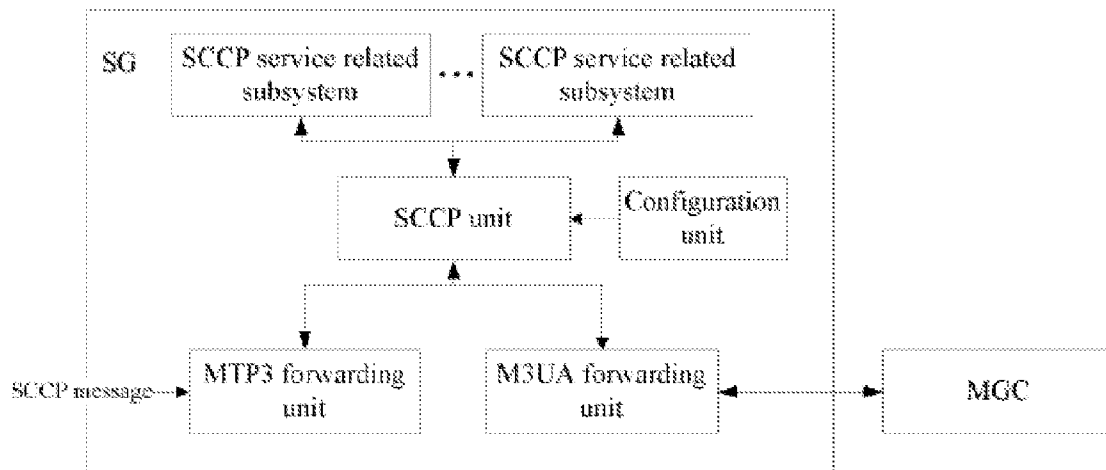 SG
SCCP service related
subsystem
...
SCCP service related
subsystem
SCCP unit
Configuration
unit
SCCP message
MTP3 forwarding
unit
M3UA forwarding
unit
MGC